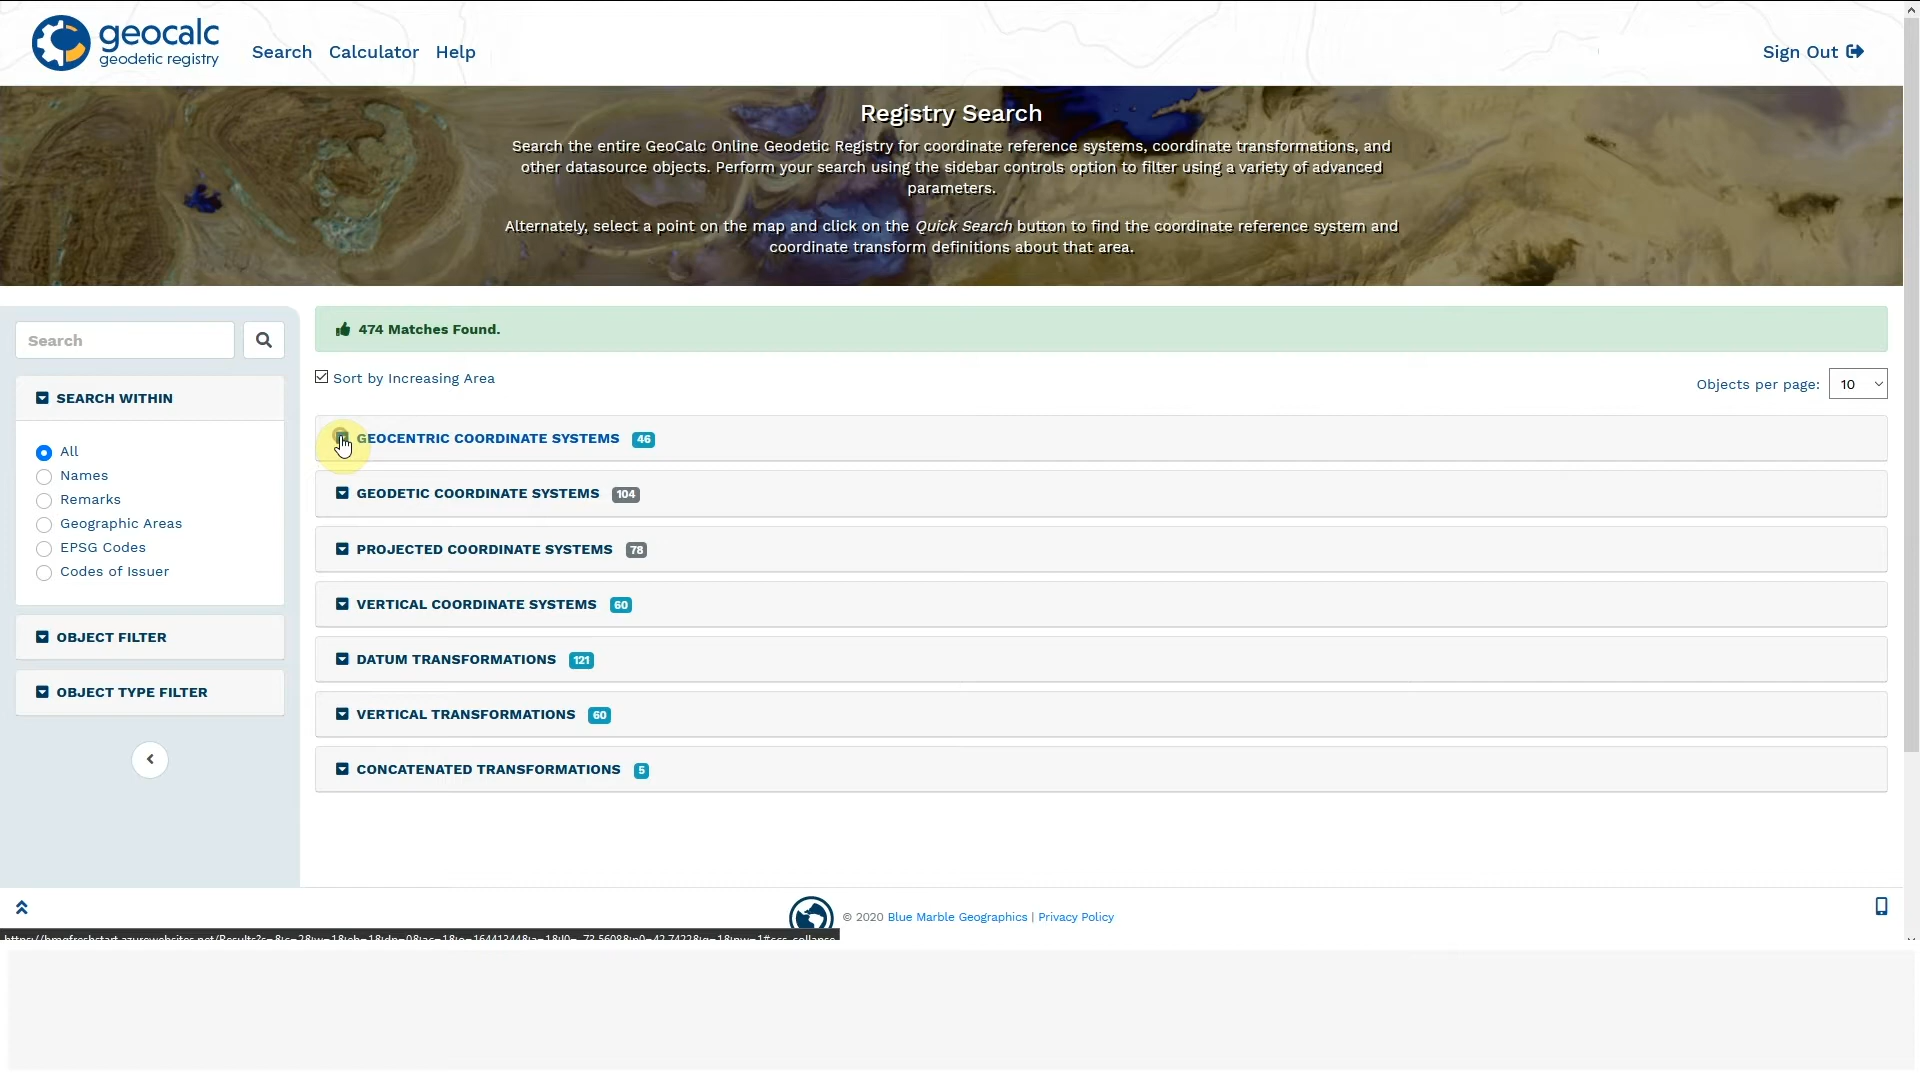 geocalc
geodetic registry
Search Calculator Help
Sign Out
Registry Search
Search the entire GeoCalc Online Geodetic Registry for coordinate reference systems, coordinate transformations, and
other datasource objects. Perform your search using the sidebar controls option to filter using a variety of advanced
parameters.
Alternately, select a point on the map and click on the Quick Search button to find the coordinate reference system and
coordinate transform definitions about that area.
Search
SEARCH WITHIN
All
Names
Remarks
Geographic Areas
EPSG Codes
Codes of Issuer
OBJECT FILTER
OBJECT TYPE FILTER
474 Matches Found.
Sort by Increasing Area
Objects per page: 10
GEOCENTRIC COORDINATE SYSTEMS 46
GEODETIC COORDINATE SYSTEMS 104
PROJECTED COORDINATE SYSTEMS 78
VERTICAL COORDINATE SYSTEMS 60
DATUM TRANSFORMATIONS 121
VERTICAL TRANSFORMATIONS 60
CONCATENATED TRANSFORMATIONS 5
© 2020 Blue Marble Geographics | Privacy Policy